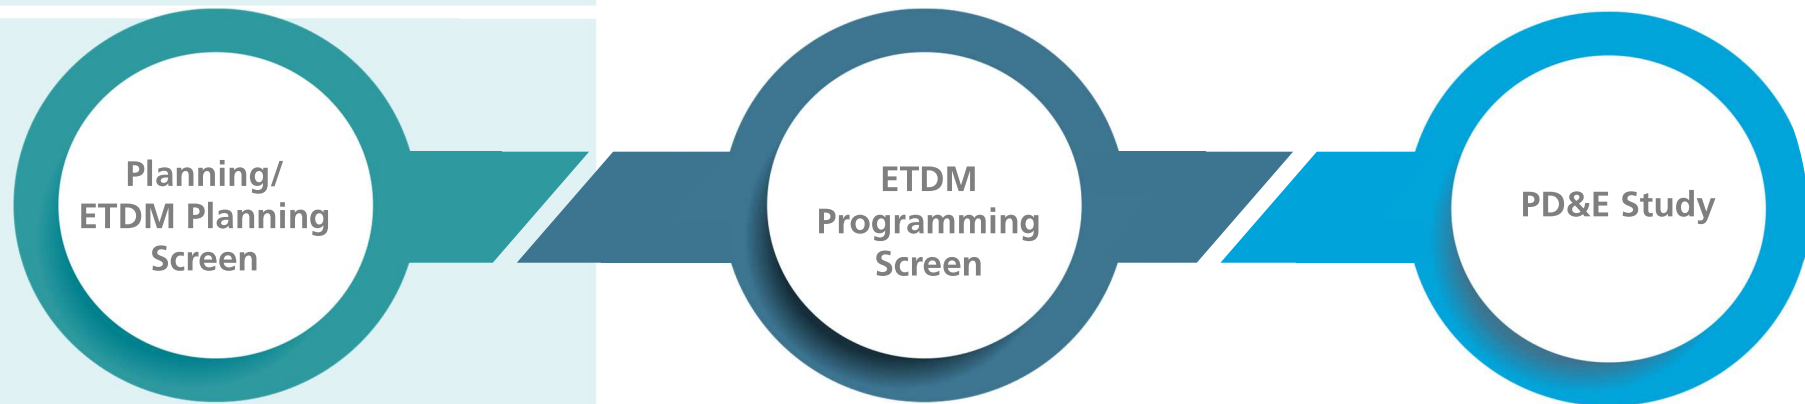 Planning/
ETDM Planning
Screen
ETDM
Programming
Screen
PD&E Study